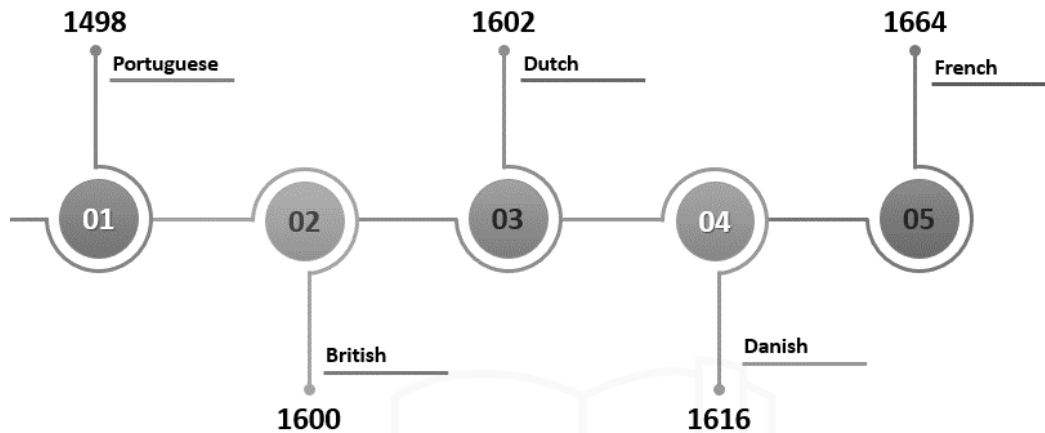 1498
Portuguese
1602
Dutch
1664
French
01
02
03
04
05
British
1600
Danish
1616